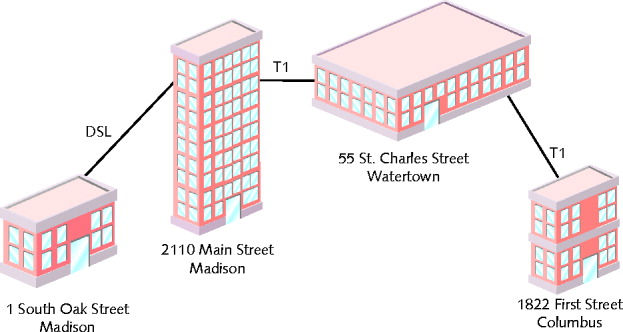 T1
DSL
55 St. Charles Street
Watertown
T1
2110 Main Street
Madison
1 South Oak Street
Madison
1822 First Street
Columbus